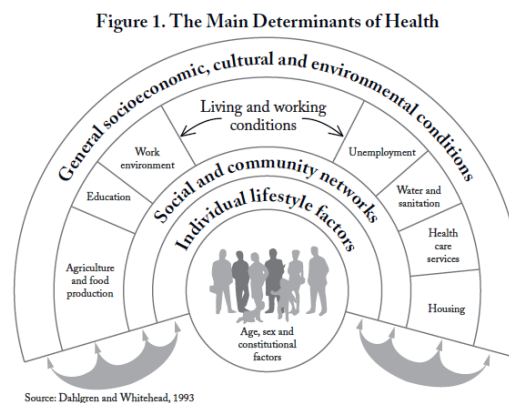 Figure 1. The Main Determinants of Health
General socioeconomic, cultural and environmental conditions
Living and working
conditions
Work
environment
Unemployment
Education
Water and
sanitation
Social and community networks
Individual lifestyle factors
Health
care
services
Agriculture
and food
production
Housing
Age, sex and
constitutional
factors
Source: Dahlgren and Whitehead, 1993